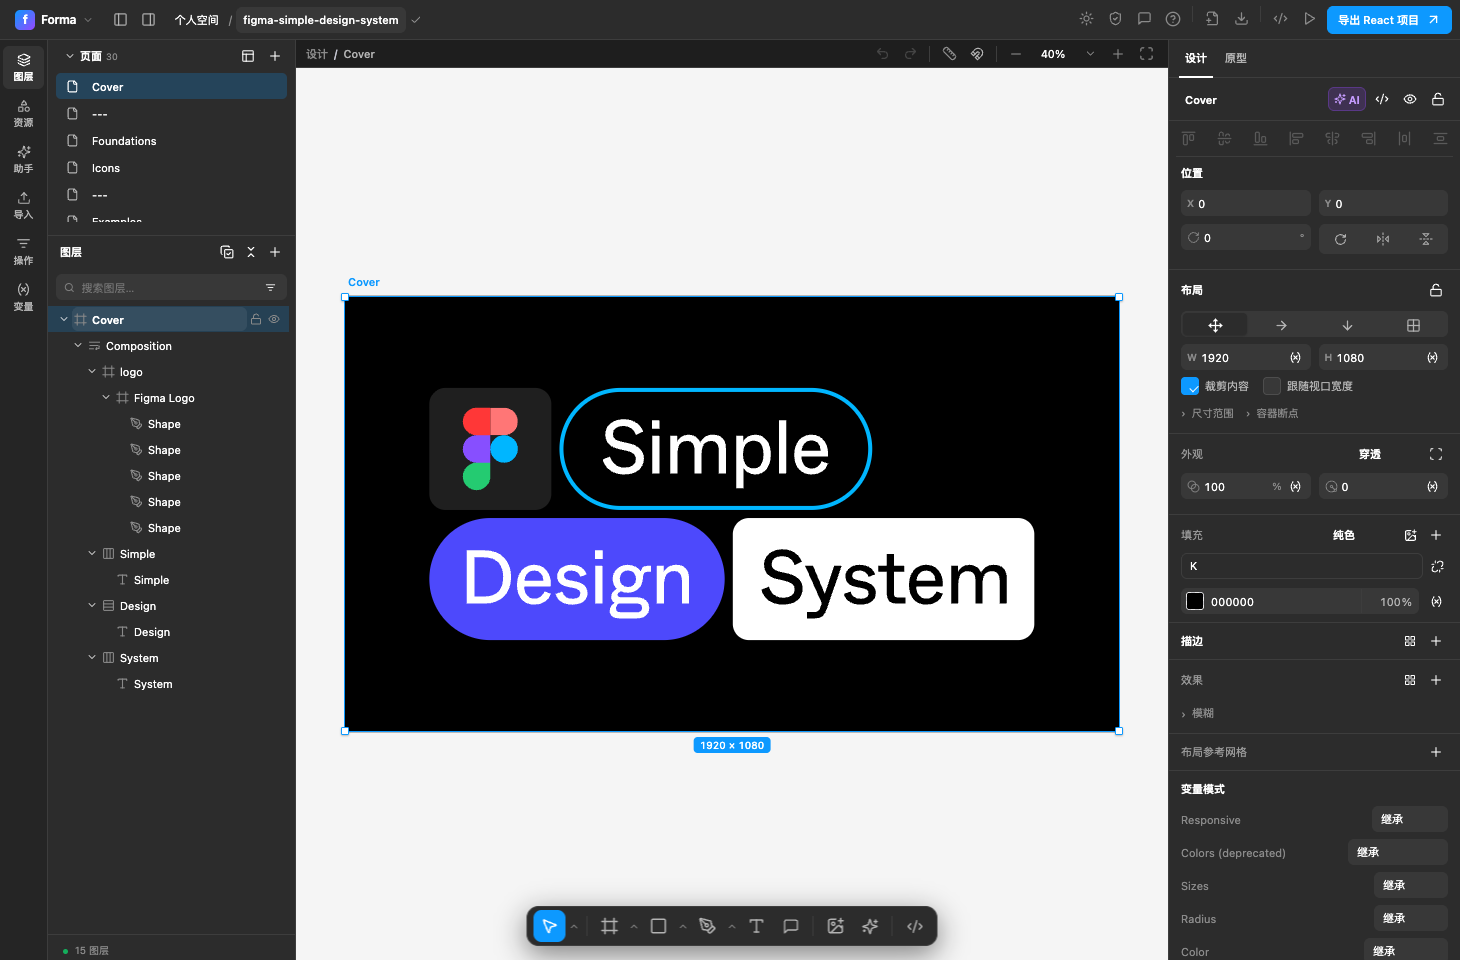 Forma
个人空间 / figma-simple-design-system
导出 React 项目
图层
资源
助手
导入
操作
变量
页面 30
Cover
---
Foundations
Icons
---
Examples
图层
搜索图层...
Cover
Composition
logo
Figma Logo
Shape
Shape
Shape
Shape
Shape
Simple
Simple
Design
Design
System
System
15 图层
设计 / Cover
40%
Cover
Simple
Design System
1920 × 1080
设计 原型
Cover
AI
位置
X 0 Y 0
0 °
布局
W 1920 H 1080
裁剪内容 跟随视口宽度
尺寸范围 容器断点
外观 穿透
100 % 0
填充 纯色
K
000000 100%
描边
效果
模糊
布局参考网格
变量模式
Responsive 继承
Colors (deprecated) 继承
Sizes 继承
Radius 继承
Color 继承